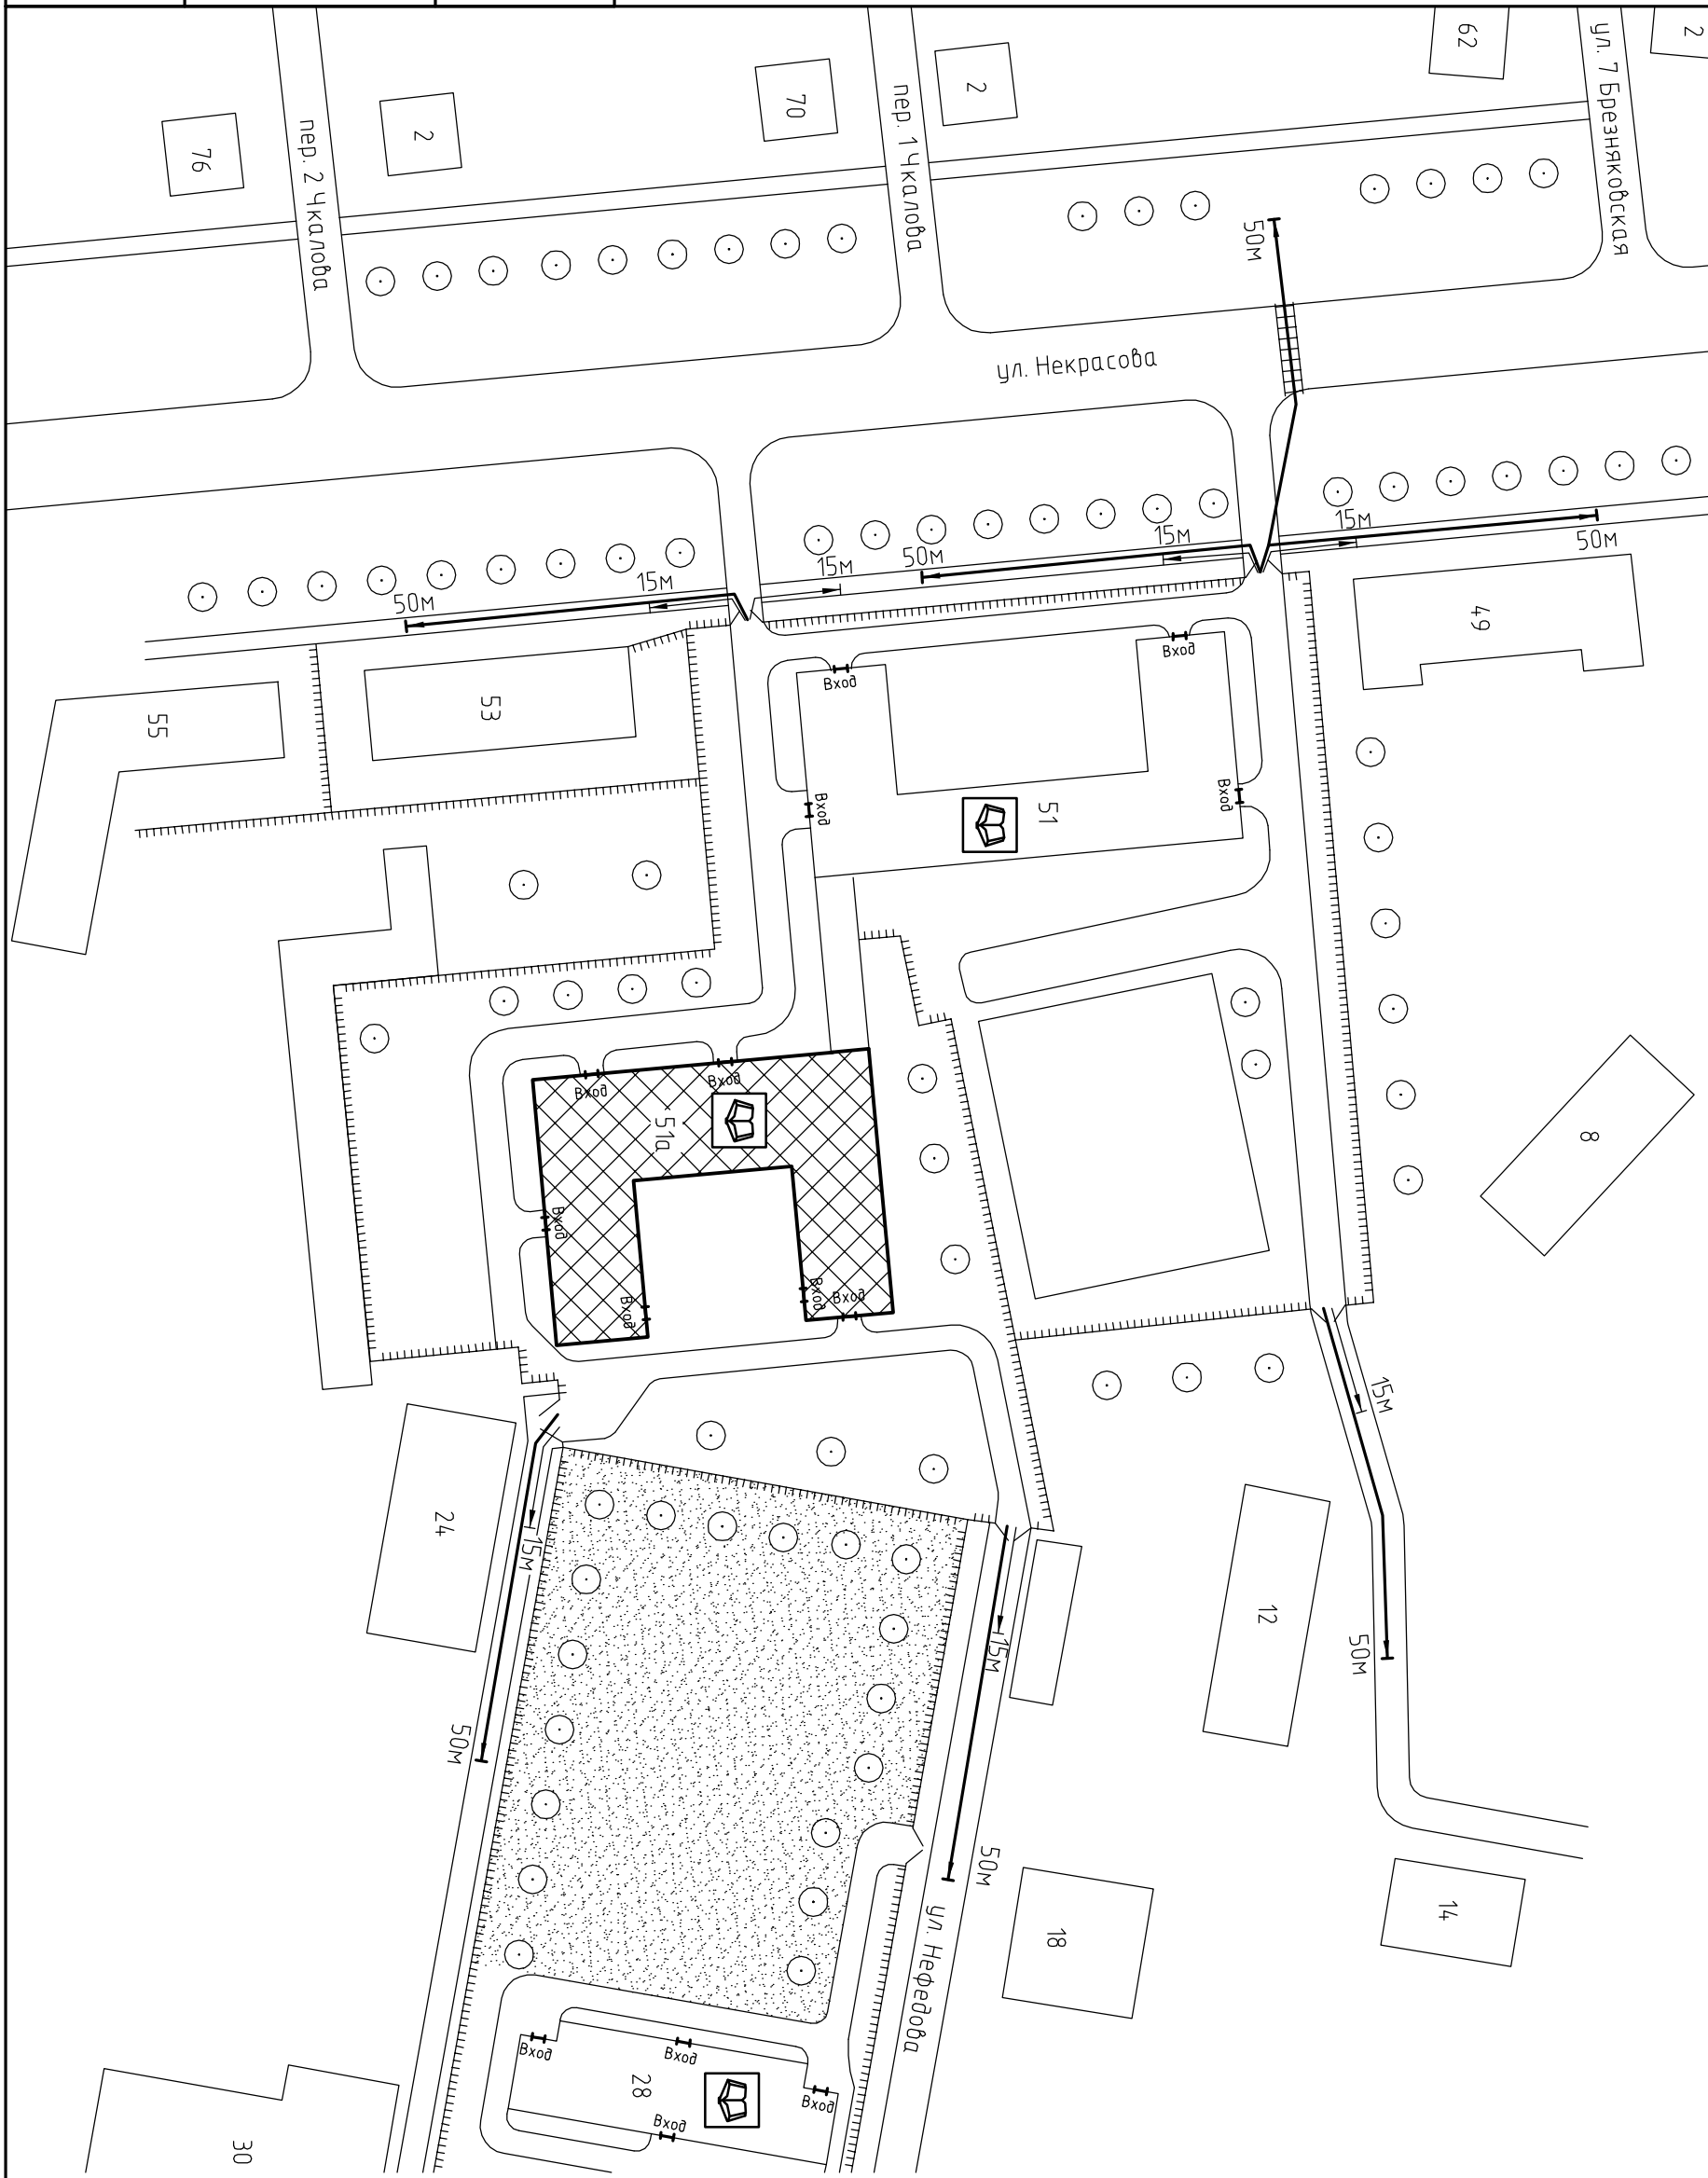 2
62
ул. 7 Брезняковская
2
70
пер. 1 Чкалова
2
76
пер. 2 Чкалова
50м
ул. Некрасова
15м
50м
15м
50м
15м
15м
50м
49
Вход
Вход
53
55
Вход
Вход
51
8
Вход
Вход
51а
Вход
Вход
Вход
Вход
15м
24
15м
12
15м
50м
50м
50м
14
18
ул. Нефедова
Вход
Вход
28
Вход
Вход
30